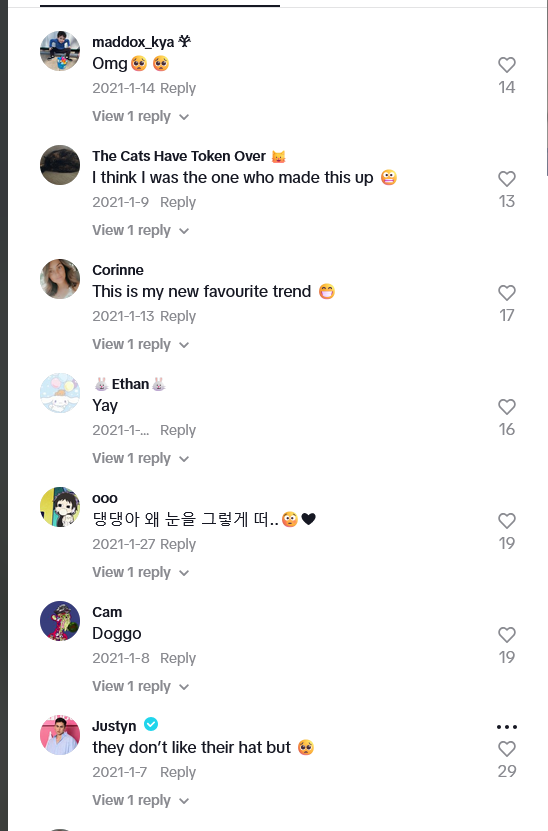 maddox_kya
Omg🥺🥺
2021-1-14 Reply
14
View 1 reply
The Cats Have Token Over 😹
I think I was the one who made this up 😬
2021-1-9 Reply
13
View 1 reply
Corinne
This is my new favourite trend 😁
2021-1-13 Reply
17
View 1 reply
🐰Ethan🐰
Yay
2021-1-... Reply
16
View 1 reply
ooo
댕댕아 왜 눈을 그렇게 떠..😳🖤
2021-1-27 Reply
19
View 1 reply
Cam
Doggo
2021-1-8 Reply
19
View 1 reply
Justyn
they don't like their hat but 🥺
2021-1-7 Reply
29
View 1 reply